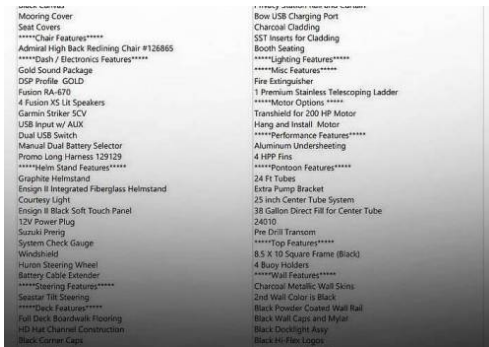 Black Canvas
Mooring Cover
Seat Covers
*****Chair Features*****
Admiral High Back Reclining Chair #126865
*****Dash / Electronics Features*****
Gold Sound Package
DSP Profile GOLD
Fusion RA-670
4 Fusion XS Lit Speakers
Garmin Striker 5CV
USB Input w/ AUX
Dual USB Switch
Manual Dual Battery Selector
Promo Long Harness 129129
*****Helm Stand Features*****
Graphite Helmstand
Ensign II Integrated Fiberglass Helmstand
Courtesy Light
Ensign II Black Soft Touch Panel
12V Power Plug
Suzuki Prerig
System Check Gauge
Windshield
Huron Steering Wheel
Battery Cable Extender
*****Steering Features*****
Seastar Tilt Steering
*****Deck Features*****
Full Deck Boardwalk Flooring
HD Hat Channel Construction
Black Corner Caps
Bow USB Charging Port
Charcoal Cladding
SST Inserts for Cladding
Booth Seating
*****Lighting Features*****
*****Misc Features*****
Fire Extinguisher
1 Premium Stainless Telescoping Ladder
*****Motor Options *****
Transhield for 200 HP Motor
Hang and Install Motor
*****Performance Features*****
Aluminum Undersheeting
4 HPP Fins
*****Pontoon Features*****
24 Ft Tubes
Extra Pump Bracket
25 inch Center Tube System
38 Gallon Direct Fill for Center Tube
24010
Pre Drill Transom
*****Top Features*****
8.5 X 10 Square Frame (Black)
4 Buoy Holders
*****Wall Features*****
Charcoal Metallic Wall Skins
2nd Wall Color is Black
Black Powder Coated Wall Rail
Black Wall Caps and Mylar
Black Docklight Assy
Black Hi-Flex Logos